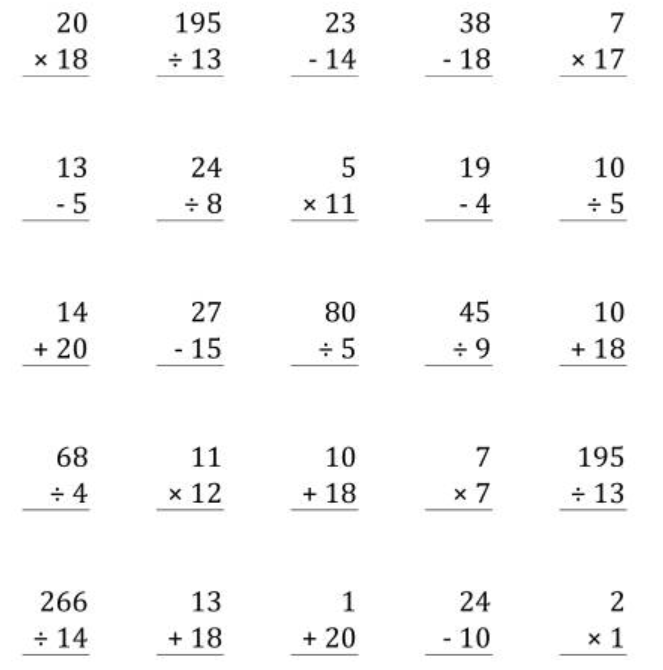 20 195 23 38 7
× 18 ÷ 13 - 14 - 18 × 17
13 24 5 19 10
- 5 ÷ 8 × 11 - 4 ÷ 5
14 27 80 45 10
+ 20 - 15 ÷ 5 ÷ 9 + 18
68 11 10 7 195
÷ 4 × 12 + 18 × 7 ÷ 13
266 13 1 24 2
÷ 14 + 18 + 20 - 10 × 1